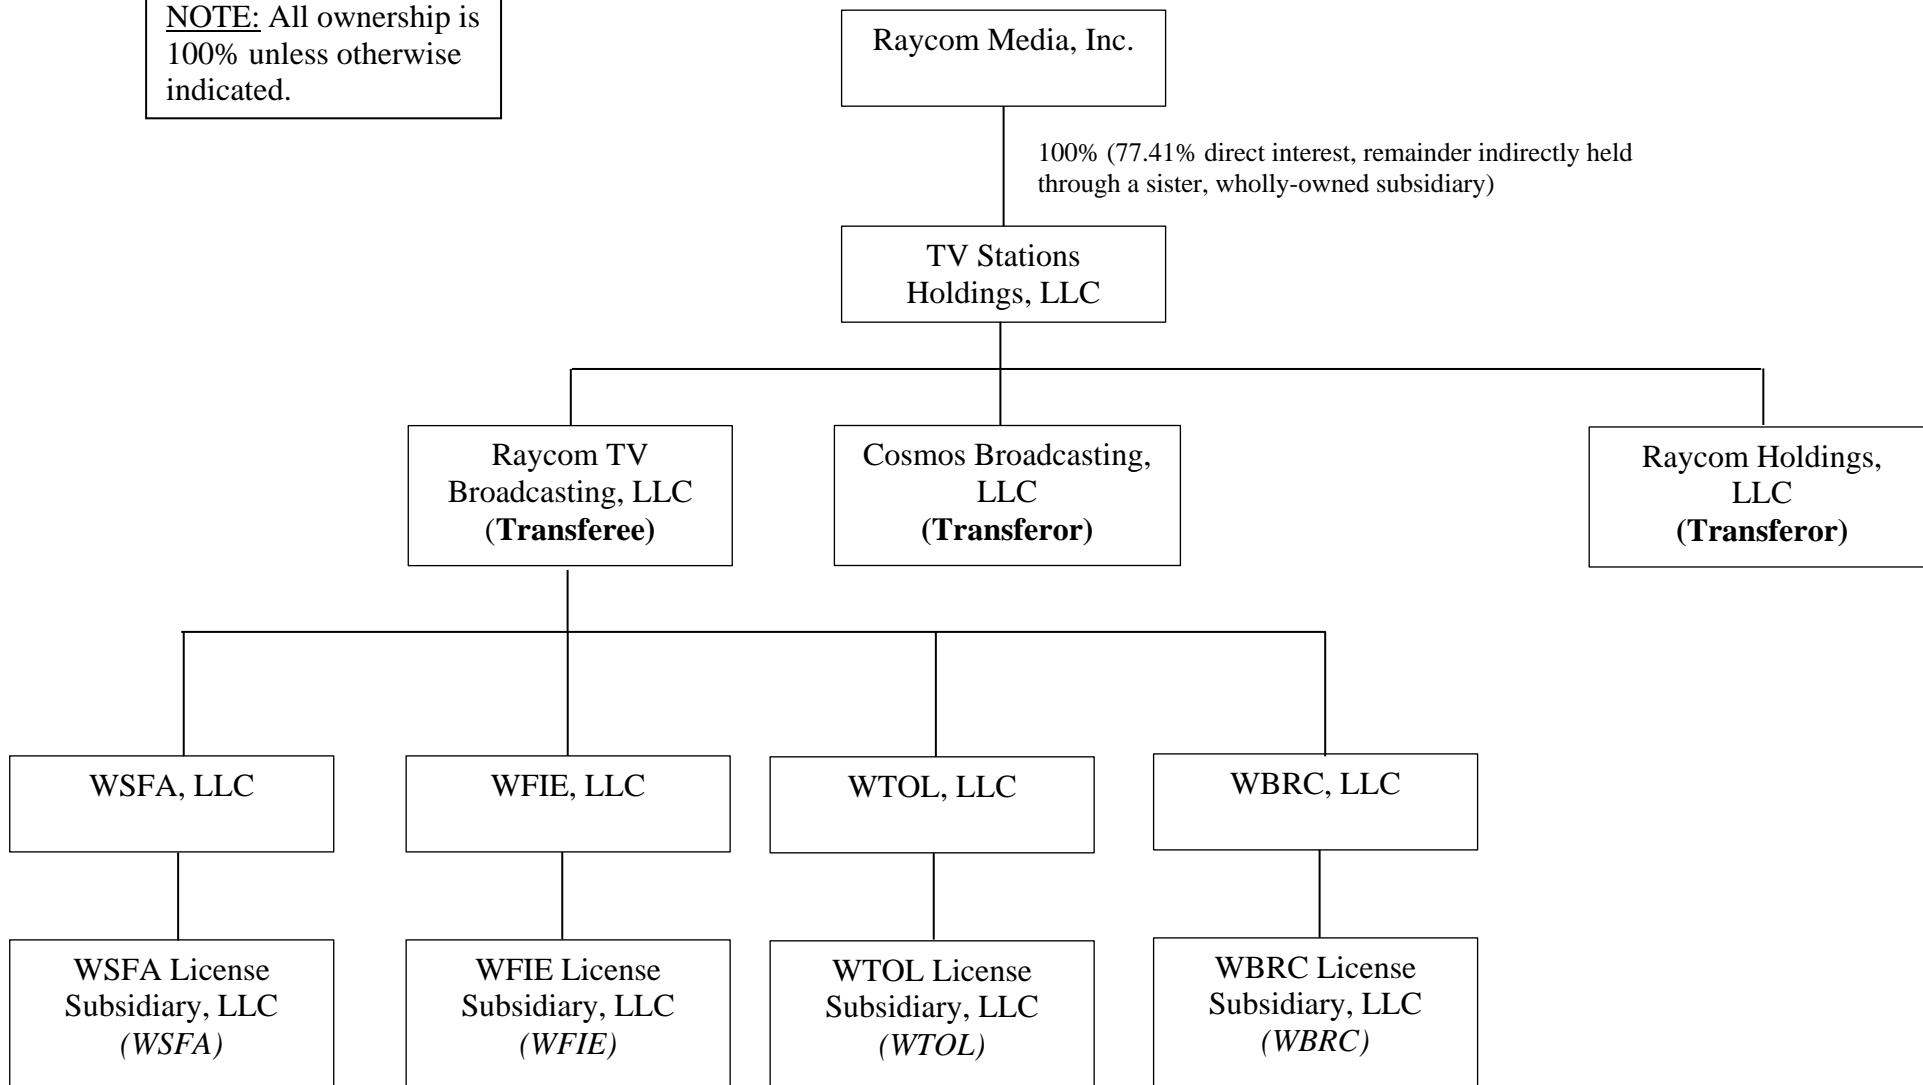 NOTE: All ownership is
100% unless otherwise
indicated.
Raycom Media, Inc.
100% (77.41% direct interest, remainder indirectly held
through a sister, wholly-owned subsidiary)
TV Stations
Holdings, LLC
Raycom TV
Broadcasting, LLC
(Transferee)
Cosmos Broadcasting,
LLC
(Transferor)
Raycom Holdings,
LLC
(Transferor)
WSFA, LLC
WFIE, LLC
WTOL, LLC
WBRC, LLC
WSFA License
Subsidiary, LLC
(WSFA)
WFIE License
Subsidiary, LLC
(WFIE)
WTOL License
Subsidiary, LLC
(WTOL)
WBRC License
Subsidiary, LLC
(WBRC)